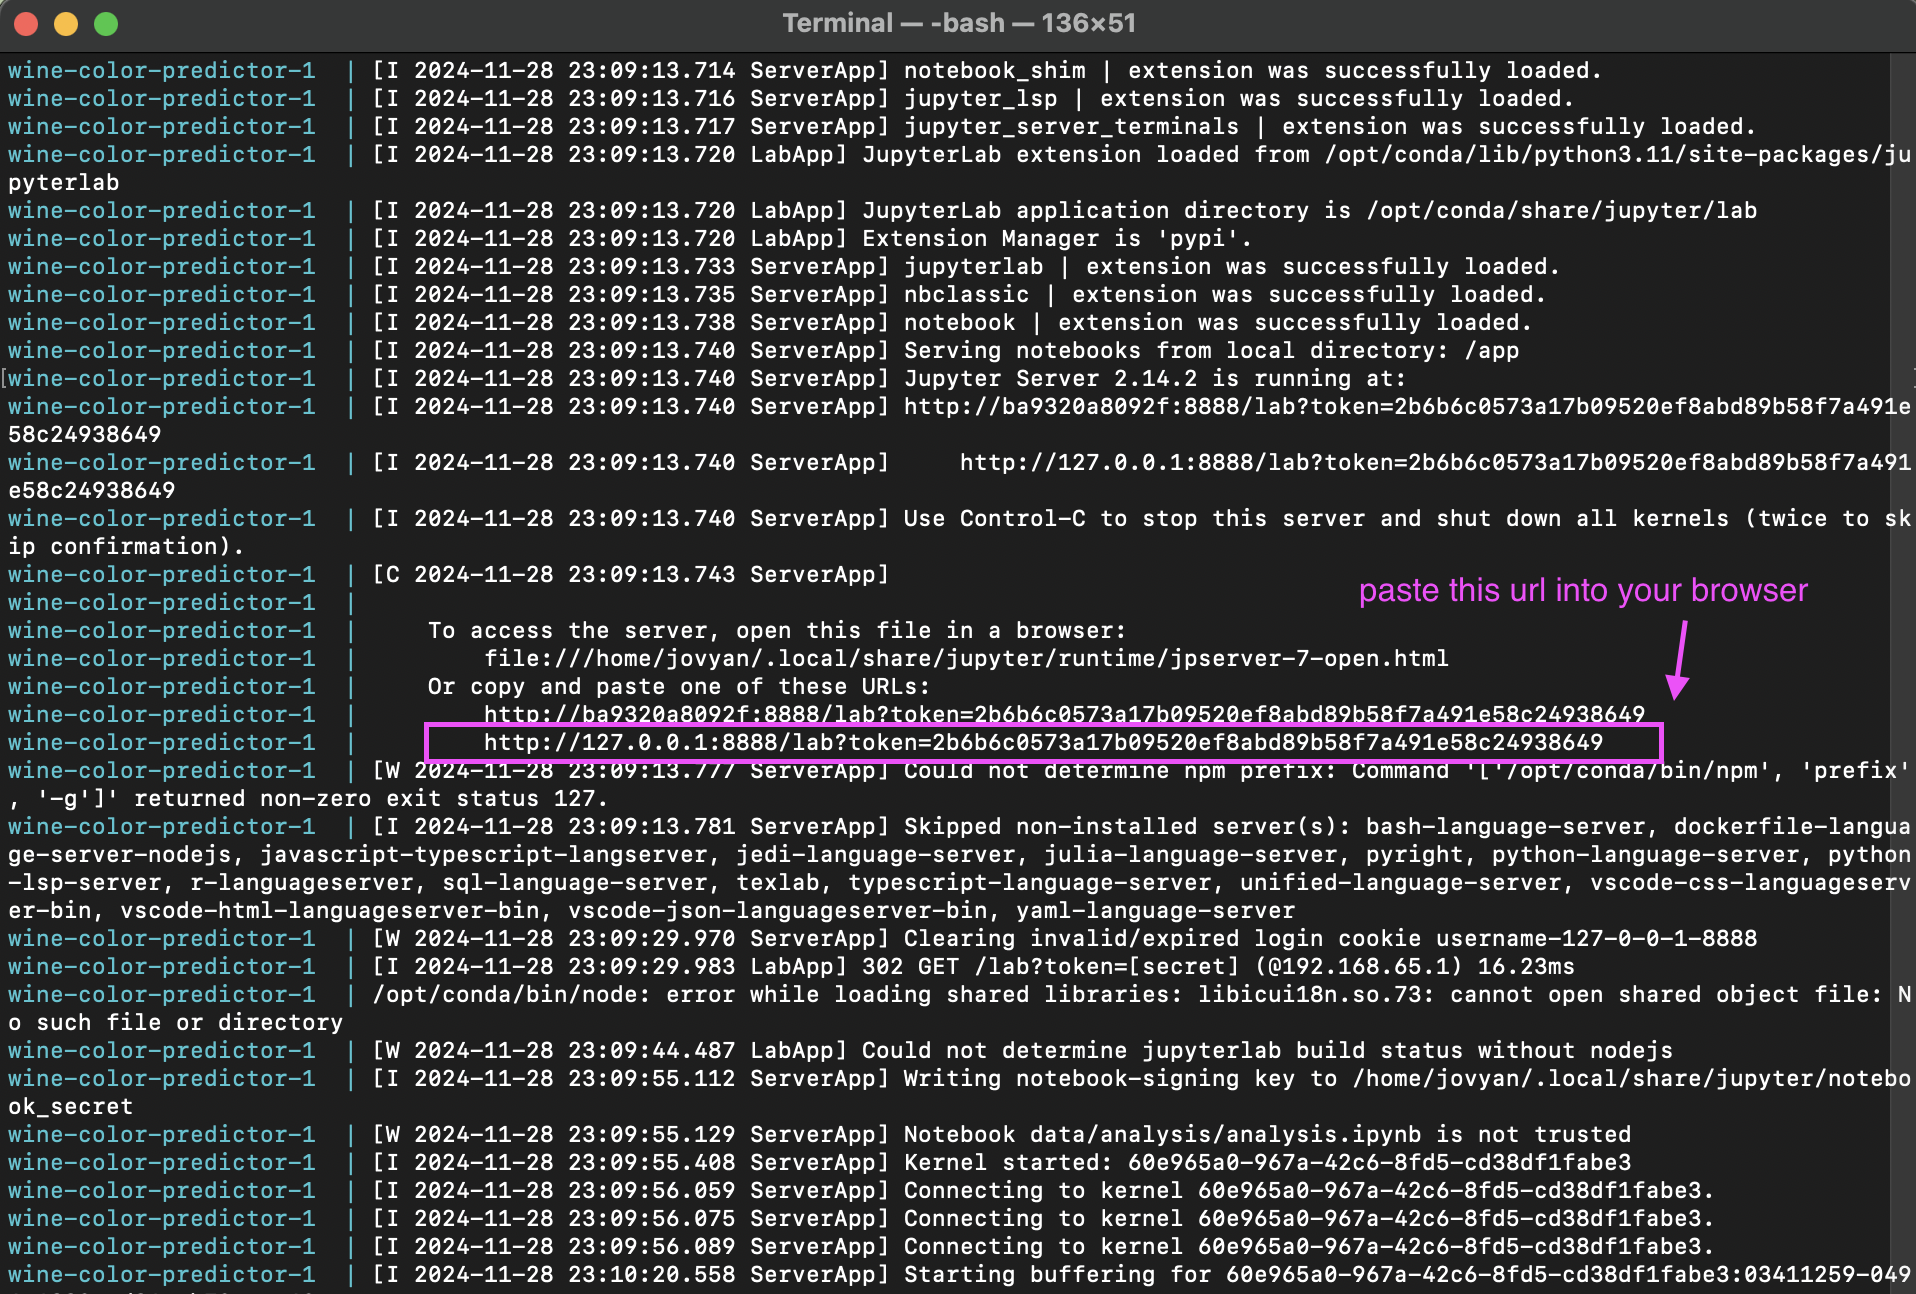 Terminal — -bash — 136×51
wine-color-predictor-1  | [I 2024-11-28 23:09:13.714 ServerApp] notebook_shim | extension was successfully loaded.
wine-color-predictor-1  | [I 2024-11-28 23:09:13.716 ServerApp] jupyter_lsp | extension was successfully loaded.
wine-color-predictor-1  | [I 2024-11-28 23:09:13.717 ServerApp] jupyter_server_terminals | extension was successfully loaded.
wine-color-predictor-1  | [I 2024-11-28 23:09:13.720 LabApp] JupyterLab extension loaded from /opt/conda/lib/python3.11/site-packages/ju
pyterlab
wine-color-predictor-1  | [I 2024-11-28 23:09:13.720 LabApp] JupyterLab application directory is /opt/conda/share/jupyter/lab
wine-color-predictor-1  | [I 2024-11-28 23:09:13.720 LabApp] Extension Manager is 'pypi'.
wine-color-predictor-1  | [I 2024-11-28 23:09:13.733 ServerApp] jupyterlab | extension was successfully loaded.
wine-color-predictor-1  | [I 2024-11-28 23:09:13.735 ServerApp] nbclassic | extension was successfully loaded.
wine-color-predictor-1  | [I 2024-11-28 23:09:13.738 ServerApp] notebook | extension was successfully loaded.
wine-color-predictor-1  | [I 2024-11-28 23:09:13.740 ServerApp] Serving notebooks from local directory: /app
wine-color-predictor-1  | [I 2024-11-28 23:09:13.740 ServerApp] Jupyter Server 2.14.2 is running at:
wine-color-predictor-1  | [I 2024-11-28 23:09:13.740 ServerApp] http://ba9320a8092f:8888/lab?token=2b6b6c0573a17b09520ef8abd89b58f7a491e
58c24938649
wine-color-predictor-1  | [I 2024-11-28 23:09:13.740 ServerApp]     http://127.0.0.1:8888/lab?token=2b6b6c0573a17b09520ef8abd89b58f7a491
e58c24938649
wine-color-predictor-1  | [I 2024-11-28 23:09:13.740 ServerApp] Use Control-C to stop this server and shut down all kernels (twice to sk
ip confirmation).
wine-color-predictor-1  | [C 2024-11-28 23:09:13.743 ServerApp]
paste this url into your browser
wine-color-predictor-1  |
wine-color-predictor-1  |     To access the server, open this file in a browser:
wine-color-predictor-1  |         file:///home/jovyan/.local/share/jupyter/runtime/jpserver-7-open.html
wine-color-predictor-1  |     Or copy and paste one of these URLs:
wine-color-predictor-1  |         http://ba9320a8092f:8888/lab?token=2b6b6c0573a17b09520ef8abd89b58f7a491e58c24938649
wine-color-predictor-1  |         http://127.0.0.1:8888/lab?token=2b6b6c0573a17b09520ef8abd89b58f7a491e58c24938649
wine-color-predictor-1  | [W 2024-11-28 23:09:13.777 ServerApp] Could not determine npm prefix: Command '['/opt/conda/bin/npm', 'prefix'
, '-g']' returned non-zero exit status 127.
wine-color-predictor-1  | [I 2024-11-28 23:09:13.781 ServerApp] Skipped non-installed server(s): bash-language-server, dockerfile-langua
ge-server-nodejs, javascript-typescript-langserver, jedi-language-server, julia-language-server, pyright, python-language-server, python
-lsp-server, r-languageserver, sql-language-server, texlab, typescript-language-server, unified-language-server, vscode-css-languageserv
er-bin, vscode-html-languageserver-bin, vscode-json-languageserver-bin, yaml-language-server
wine-color-predictor-1  | [W 2024-11-28 23:09:29.970 ServerApp] Clearing invalid/expired login cookie username-127-0-0-1-8888
wine-color-predictor-1  | [I 2024-11-28 23:09:29.983 LabApp] 302 GET /lab?token=[secret] (@192.168.65.1) 16.23ms
wine-color-predictor-1  | /opt/conda/bin/node: error while loading shared libraries: libicui18n.so.73: cannot open shared object file: N
o such file or directory
wine-color-predictor-1  | [W 2024-11-28 23:09:44.487 LabApp] Could not determine jupyterlab build status without nodejs
wine-color-predictor-1  | [I 2024-11-28 23:09:55.112 ServerApp] Writing notebook-signing key to /home/jovyan/.local/share/jupyter/notebo
ok_secret
wine-color-predictor-1  | [W 2024-11-28 23:09:55.129 ServerApp] Notebook data/analysis/analysis.ipynb is not trusted
wine-color-predictor-1  | [I 2024-11-28 23:09:55.408 ServerApp] Kernel started: 60e965a0-967a-42c6-8fd5-cd38df1fabe3
wine-color-predictor-1  | [I 2024-11-28 23:09:56.059 ServerApp] Connecting to kernel 60e965a0-967a-42c6-8fd5-cd38df1fabe3.
wine-color-predictor-1  | [I 2024-11-28 23:09:56.075 ServerApp] Connecting to kernel 60e965a0-967a-42c6-8fd5-cd38df1fabe3.
wine-color-predictor-1  | [I 2024-11-28 23:09:56.089 ServerApp] Connecting to kernel 60e965a0-967a-42c6-8fd5-cd38df1fabe3.
wine-color-predictor-1  | [I 2024-11-28 23:10:20.558 ServerApp] Starting buffering for 60e965a0-967a-42c6-8fd5-cd38df1fabe3:03411259-049